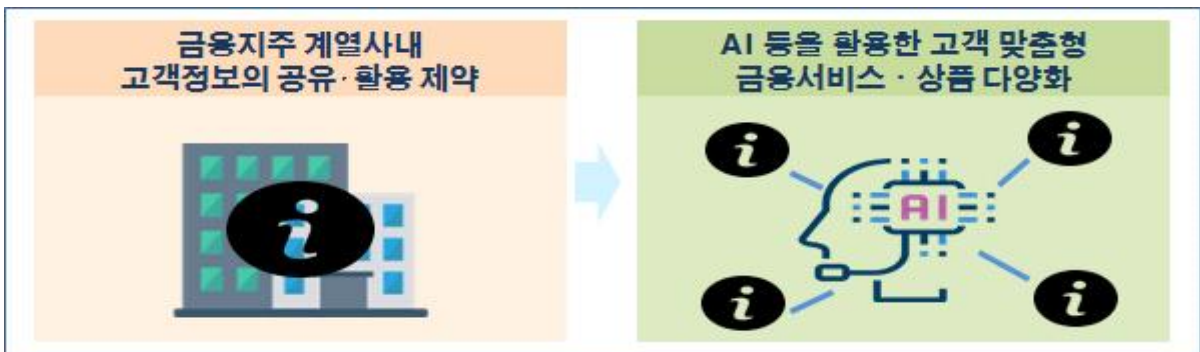 금융지주 계열사내
고객정보의 공유·활용 제약
AI 등을 활용한 고객 맞춤형
금융서비스·상품 다양화
i
i
i
AI
i
i